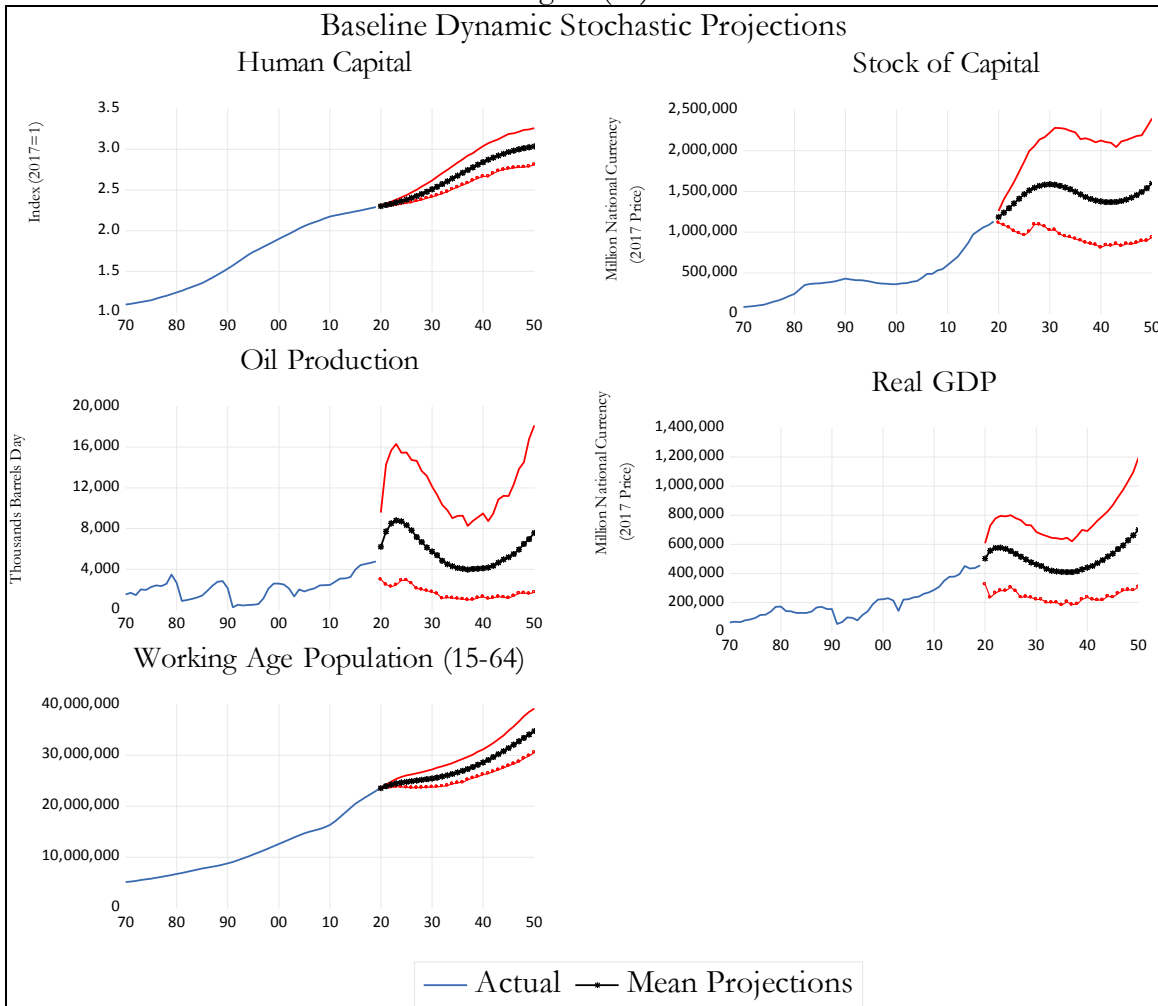 Baseline Dynamic Stochastic Projections
Human Capital
Index (2017=1)
3.5
3.0
2.5
2.0
1.5
1.0
70 80 90 00 10 20 30 40 50
Stock of Capital
Million National Currency
(2017 Price)
2,500,000
2,000,000
1,500,000
1,000,000
500,000
0
70 80 90 00 10 20 30 40 50
Oil Production
Thousands Barrels Day
20,000
16,000
12,000
8,000
4,000
0
70 80 90 00 10 20 30 40 50
Real GDP
Million National Currency
(2017 Price)
1,400,000
1,200,000
1,000,000
800,000
600,000
400,000
200,000
0
70 80 90 00 10 20 30 40 50
Working Age Population (15-64)
40,000,000
30,000,000
20,000,000
10,000,000
0
70 80 90 00 10 20 30 40 50
Actual Mean Projections